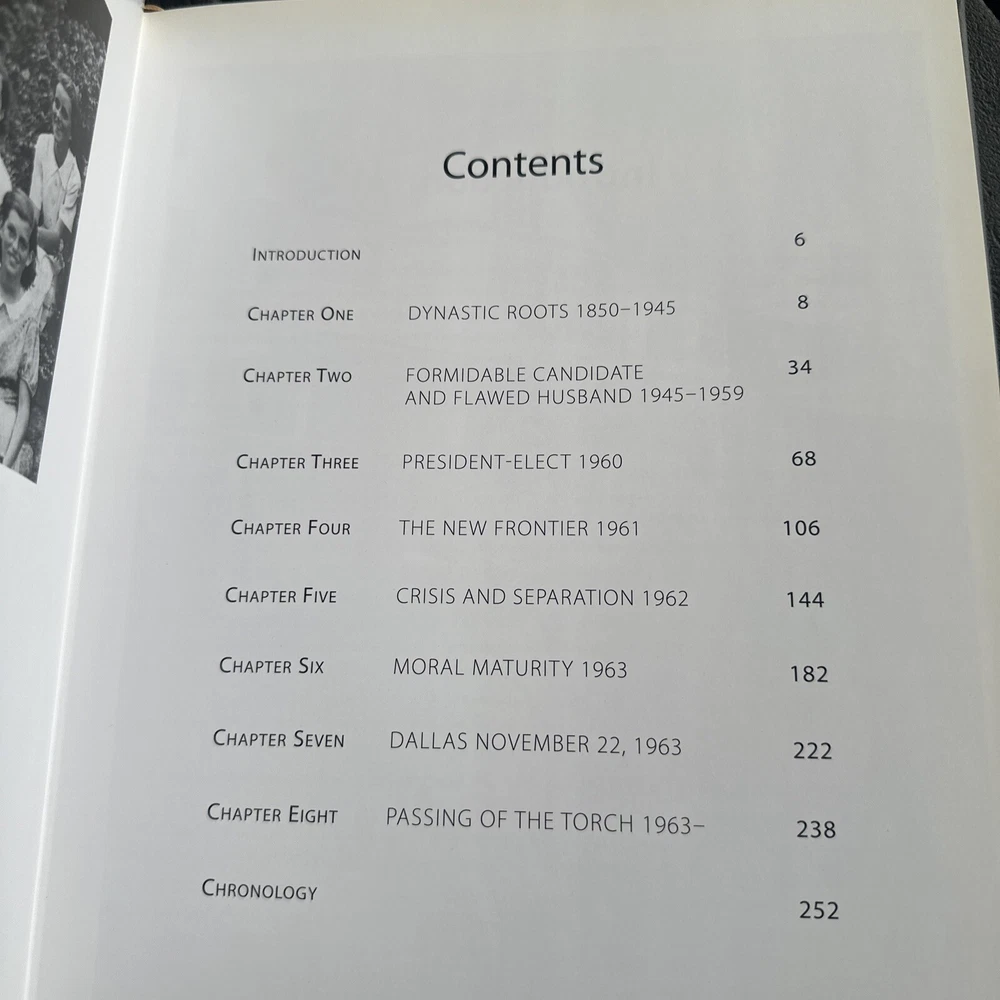 Contents
Introduction 6
Chapter One DYNASTIC ROOTS 1850–1945 8
Chapter Two FORMIDABLE CANDIDATE 34
AND FLAWED HUSBAND 1945–1959
Chapter Three PRESIDENT-ELECT 1960 68
Chapter Four THE NEW FRONTIER 1961 106
Chapter Five CRISIS AND SEPARATION 1962 144
Chapter Six MORAL MATURITY 1963 182
Chapter Seven DALLAS NOVEMBER 22, 1963 222
Chapter Eight PASSING OF THE TORCH 1963– 238
Chronology 252